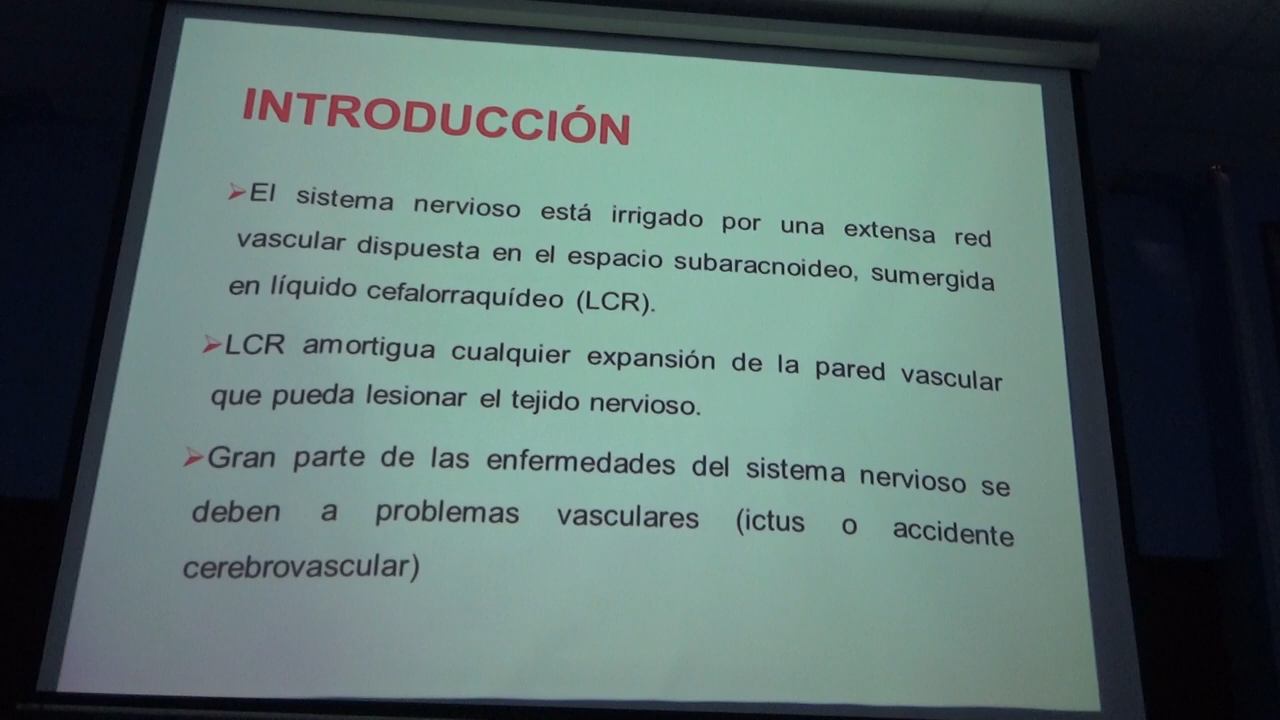 INTRODUCCIÓN
➢El sistema nervioso está irrigado por una extensa red
vascular dispuesta en el espacio subaracnoideo, sumergida
en líquido cefalorraquídeo (LCR).
➢LCR amortigua cualquier expansión de la pared vascular
que pueda lesionar el tejido nervioso.
➢Gran parte de las enfermedades del sistema nervioso se
deben a problemas vasculares (ictus o accidente
cerebrovascular)